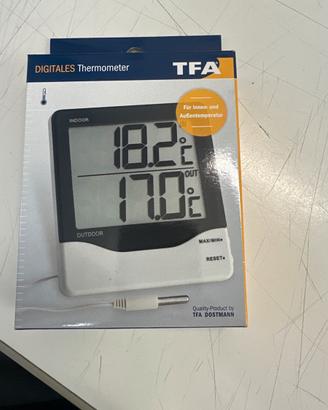 DIGITALES Thermometer
TFA
Für Innen- und
Außentemperatur
INDOOR
18.2°C
OUT
17.0°C
OUTDOOR
MAX/MIN
RESET
Quality-Product by
TFA DOSTMANN